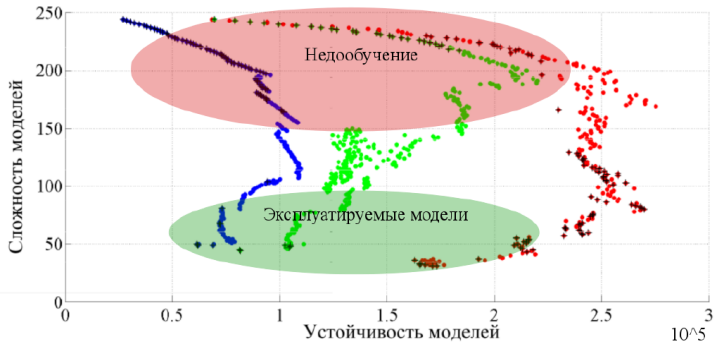 250
200
150
100
50
0
Сложность моделей
Недообучение
Эксплуатируемые модели
0 0.5 1 1.5 2 2.5 3
Устойчивость моделей
10^5